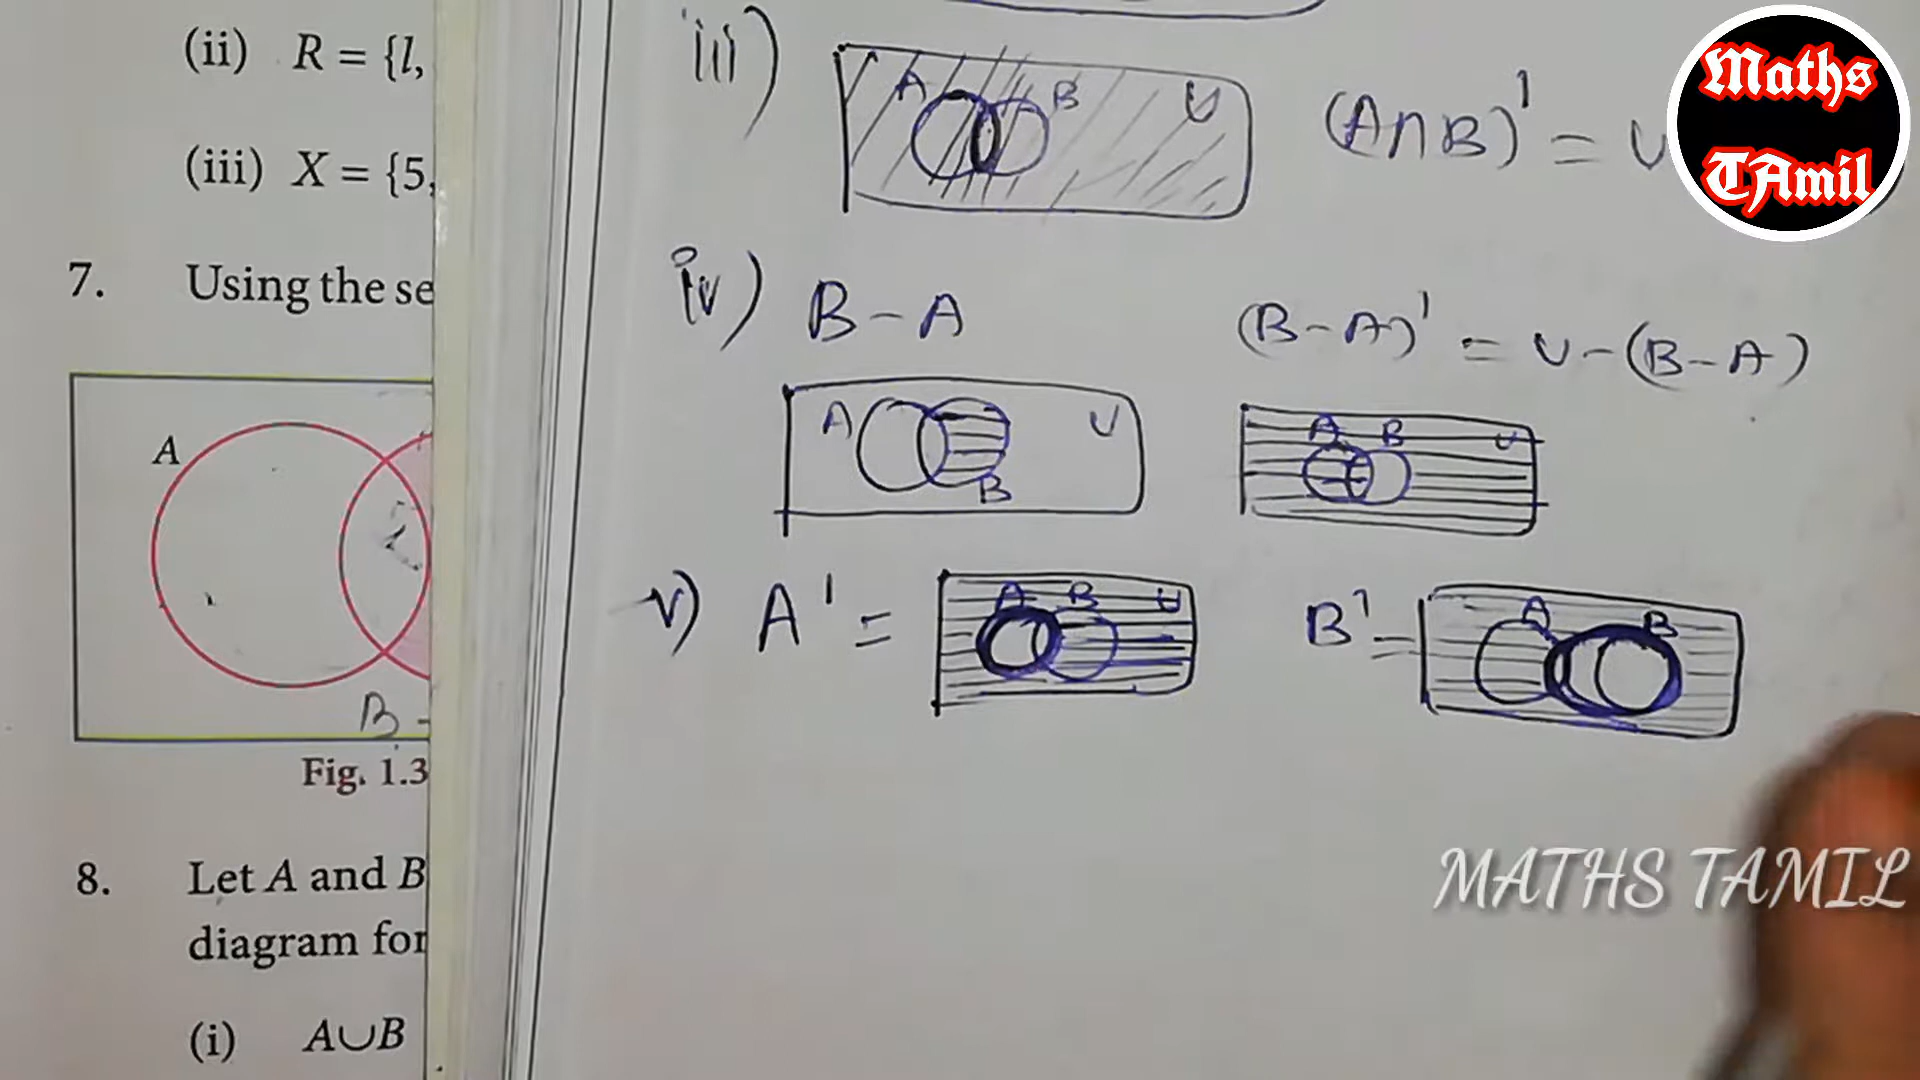 (ii) R = {l,
(iii) X = {5,
7. Using the se
A
B -
Fig. 1.3
8. Let A and B
diagram for
(i) A∪B
iii) A B U (A∩B)' = U
iv) B - A (B-A)' = U-(B-A)
A B U A B U
v) A' = A B U B' = A B
Maths
TAmil
MATHS TAMIL